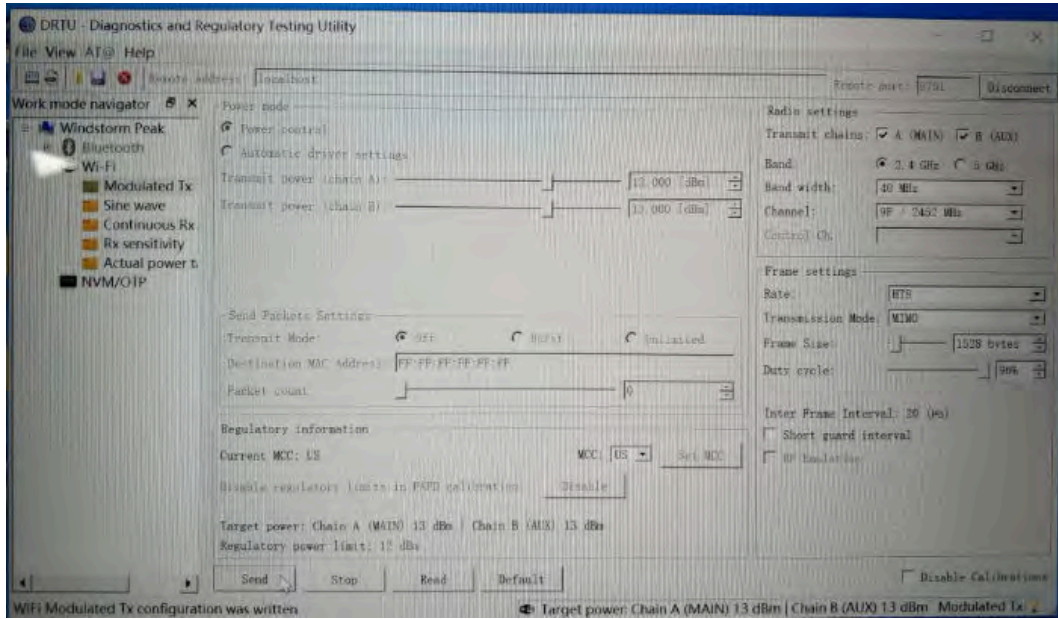 DRTU - Diagnostics and Regulatory Testing Utility
File View AT@ Help
Remote address: localhost
Remote port: Disconnect
Work mode navigator
Windstorm Peak
Bluetooth
Wi-Fi
Modulated Tx
Sine wave
Continuous Rx
Rx sensitivity
Actual power t
NVM/OTP
Power mode
Power control
Automatic driver settings
Transmit power (chain A): 13.000 [dBm]
Transmit power (chain B): 13.000 [dBm]
Send Packets Settings
Transmit Mode: Off Burst Unlimited
Destination MAC Address: FF:FF:FF:FF:FF:FF
Packet count 0
Regulatory information
Current MCC: US MCC: US Set MCC
Disable regulatory limits in PAPD calibration Disable
Target power: Chain A (MAIN) 13 dBm | Chain B (AUX) 13 dBm
Regulatory power limit: 12 dBm
Send Stop Read Default
Radio settings
Transmit chains: A (MAIN) B (AUX)
Band: 2.4 GHz 5 GHz
Band width: 40 MHz
Channel: 9F / 2452 MHz
Control Ch.
Frame settings
Rate: HT8
Transmission Mode: MIMO
Frame Size: 1528 bytes
Duty cycle: 90%
Inter Frame Interval: 20 (µs)
Short guard interval
Disable Calibrations
WiFi Modulated Tx configuration was written
Target power: Chain A (MAIN) 13 dBm | Chain B (AUX) 13 dBm Modulated Tx